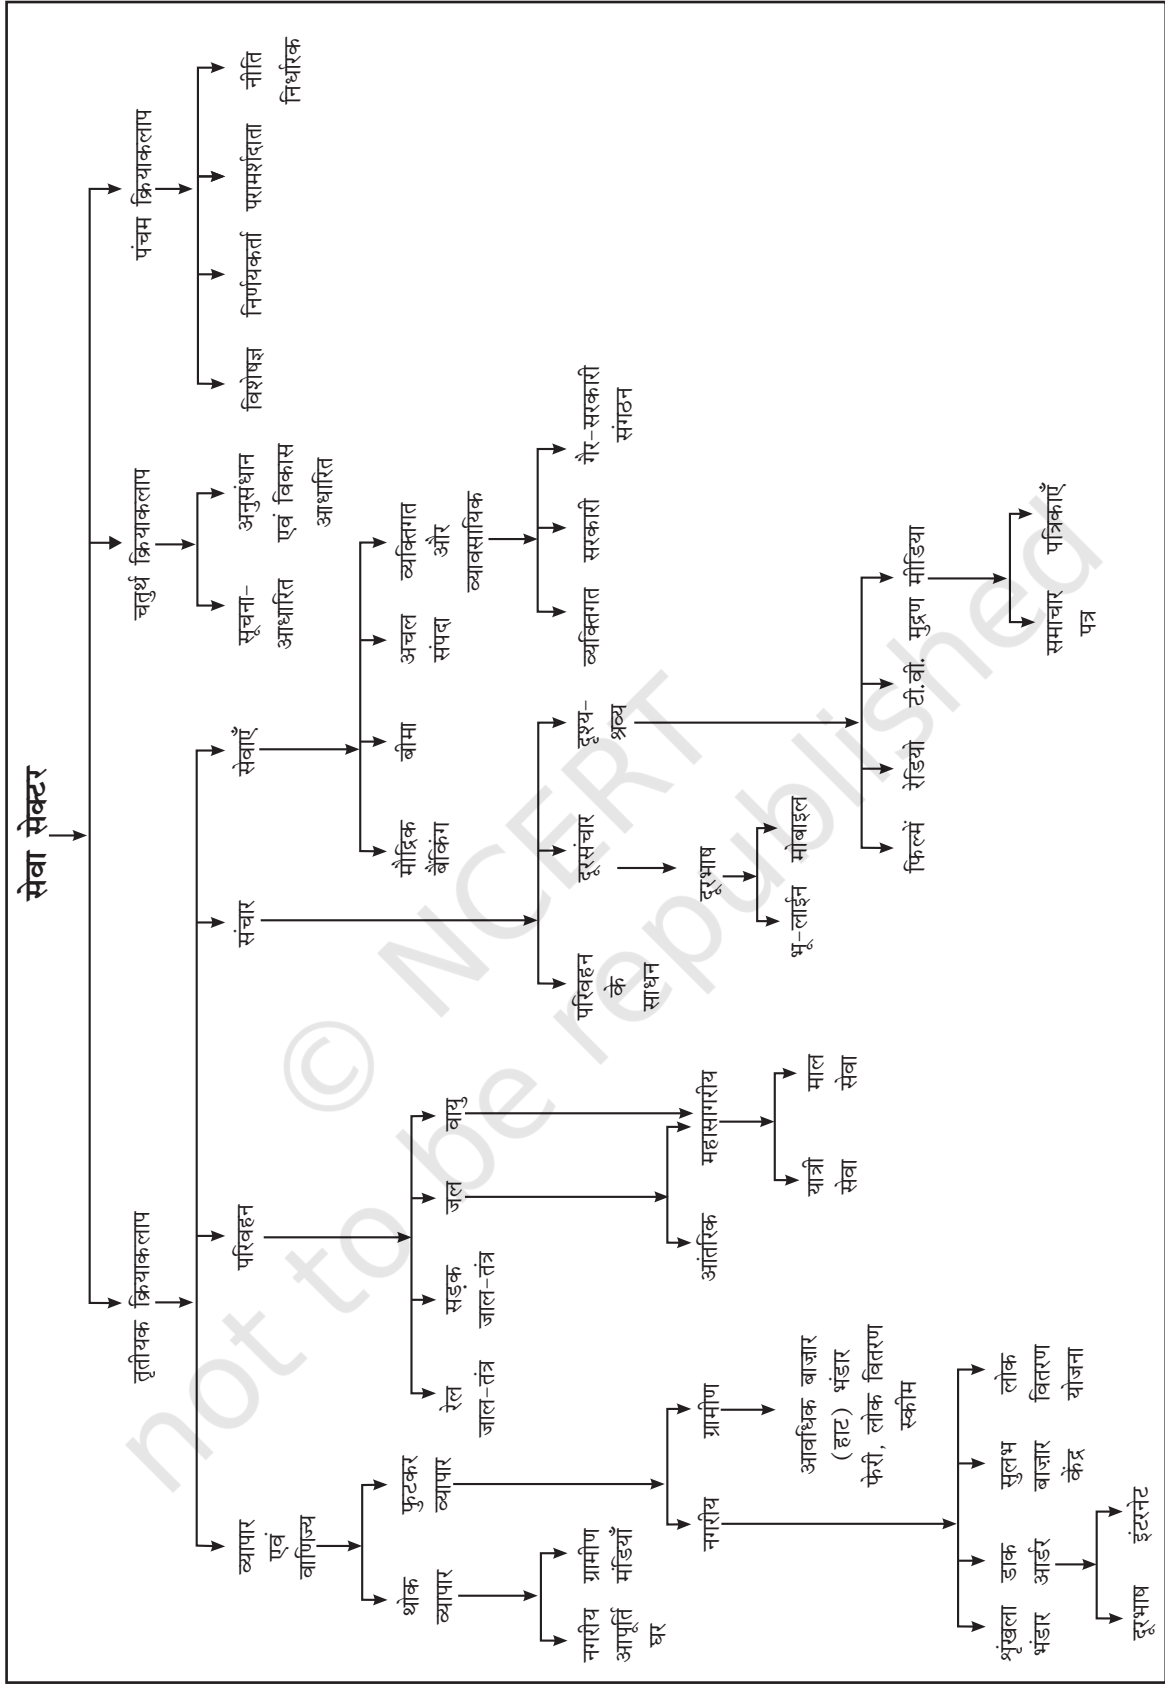 सेवा सेक्टर
तृतीयक क्रियाकलाप
चतुर्थ क्रियाकलाप
पंचम क्रियाकलाप
व्यापार
एवं
वाणिज्य
परिवहन
संचार
सेवाएँ
सूचना-
आधारित
अनुसंधान
एवं विकास
आधारित
विशेषज्ञ
निर्णयकर्ता
परामर्शदाता
नीति
निर्धारक
थोक
व्यापार
फुटकर
व्यापार
रेल
जाल-तंत्र
सड़क
जाल-तंत्र
जल
वायु
मौद्रिक
बैंकिंग
बीमा
अचल
संपदा
व्यक्तिगत
और
व्यावसायिक
नगरीय
आपूर्ति
घर
ग्रामीण
मंडियाँ
परिवहन
के
साधन
दूरसंचार
दृश्य-
श्रव्य
व्यक्तिगत
सरकारी
गैर-सरकारी
संगठन
नगरीय
ग्रामीण
आंतरिक
महासागरीय
दूरभाष
आवधिक बाज़ार
(हाट) भंडार
फेरी, लोक वितरण
स्कीम
यात्री
सेवा
माल
सेवा
भू-लाईन
मोबाइल
फिल्में
रेडियो
टी.वी.
मुद्रण मीडिया
शृंखला
भंडार
डाक
आर्डर
सुलभ
बाज़ार
केंद्र
लोक
वितरण
योजना
समाचार
पत्र
पत्रिकाएँ
दूरभाष
इंटरनेट
© NCERT
not to be republished